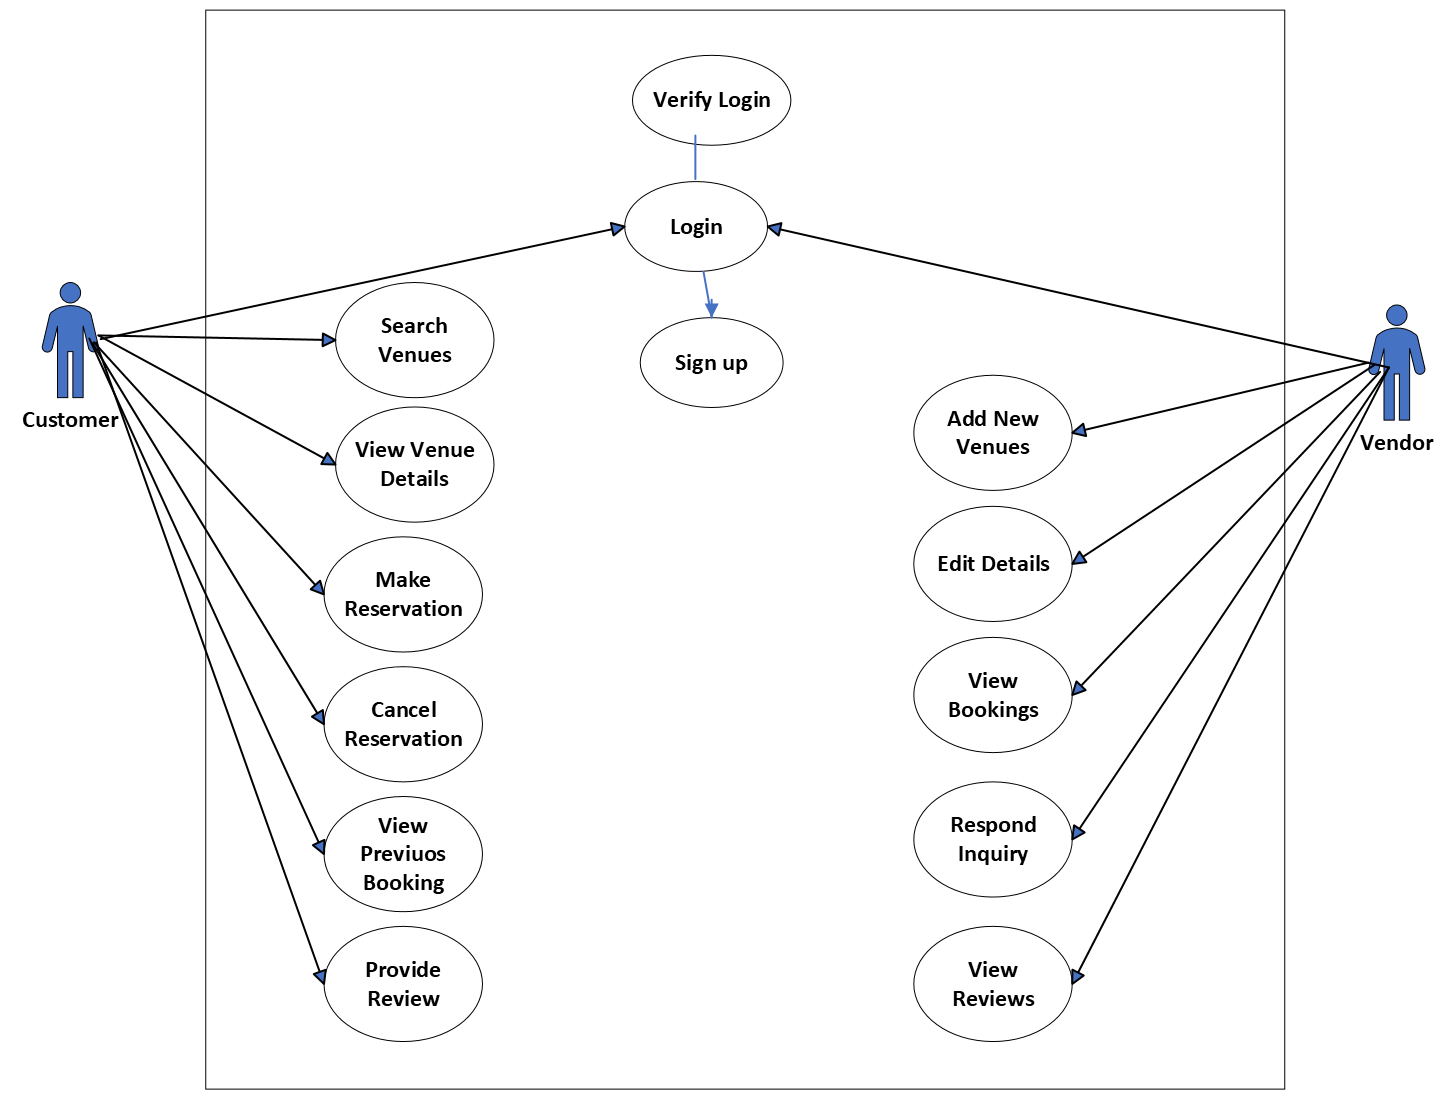 Verify Login
Login
Sign up
Customer
Search
Venues
View Venue
Details
Make
Reservation
Cancel
Reservation
View
Previuos
Booking
Provide
Review
Vendor
Add New
Venues
Edit Details
View
Bookings
Respond
Inquiry
View
Reviews